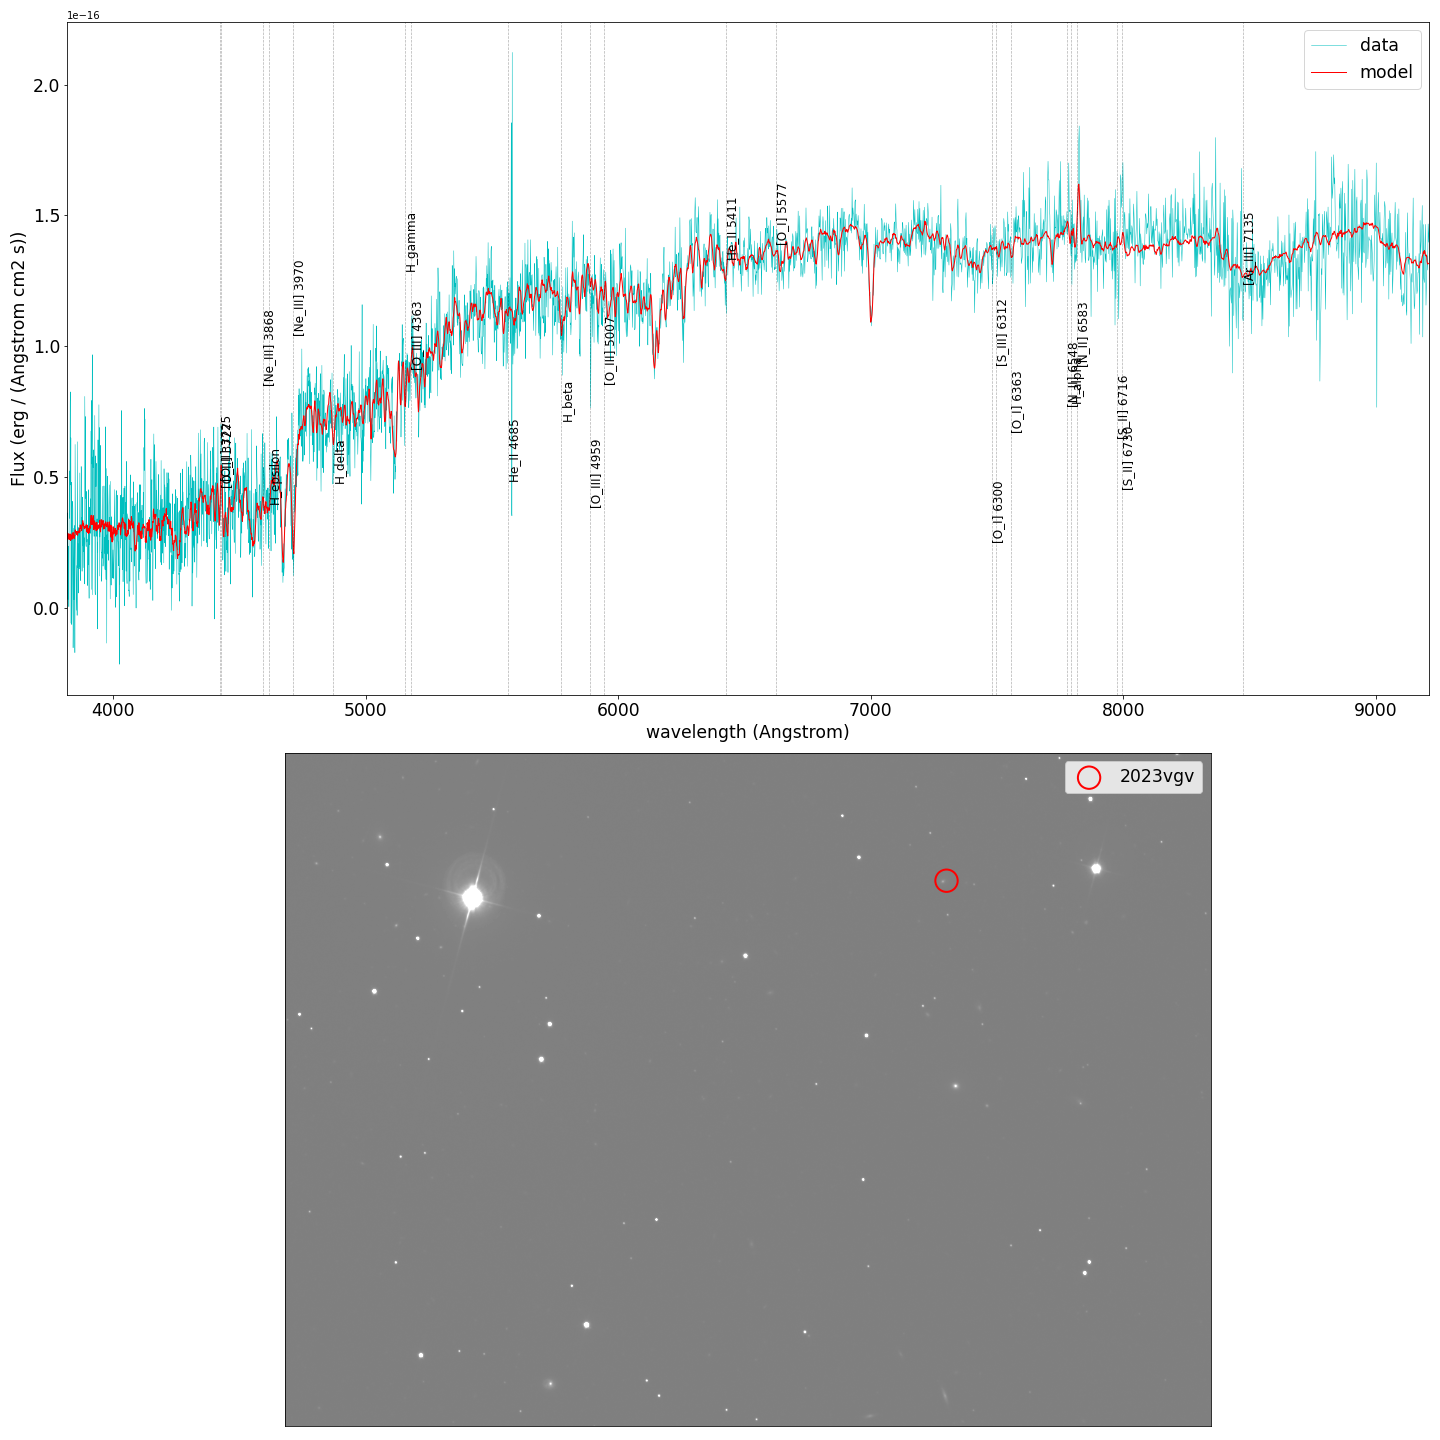 1e−16
data
model
2.0
1.5
1.0
0.5
0.0
Flux (erg / (Angstrom cm2 s))
[Ne_III] 3868
H_epsilon
[Ne_III] 3970
H_delta
H_gamma
[O_III] 4363
He_II 4685
H_beta
[O_III] 4959
[O_III] 5007
He_II 5411
[O_I] 5577
[O_I] 6300
[S_III] 6312
[O_I] 6363
[N_II] 6548
H_alpha
[N_II] 6583
[S_II] 6716
[S_II] 6730
[Ar_III] 7135
4000
5000
6000
7000
8000
9000
wavelength (Angstrom)
2023vgv